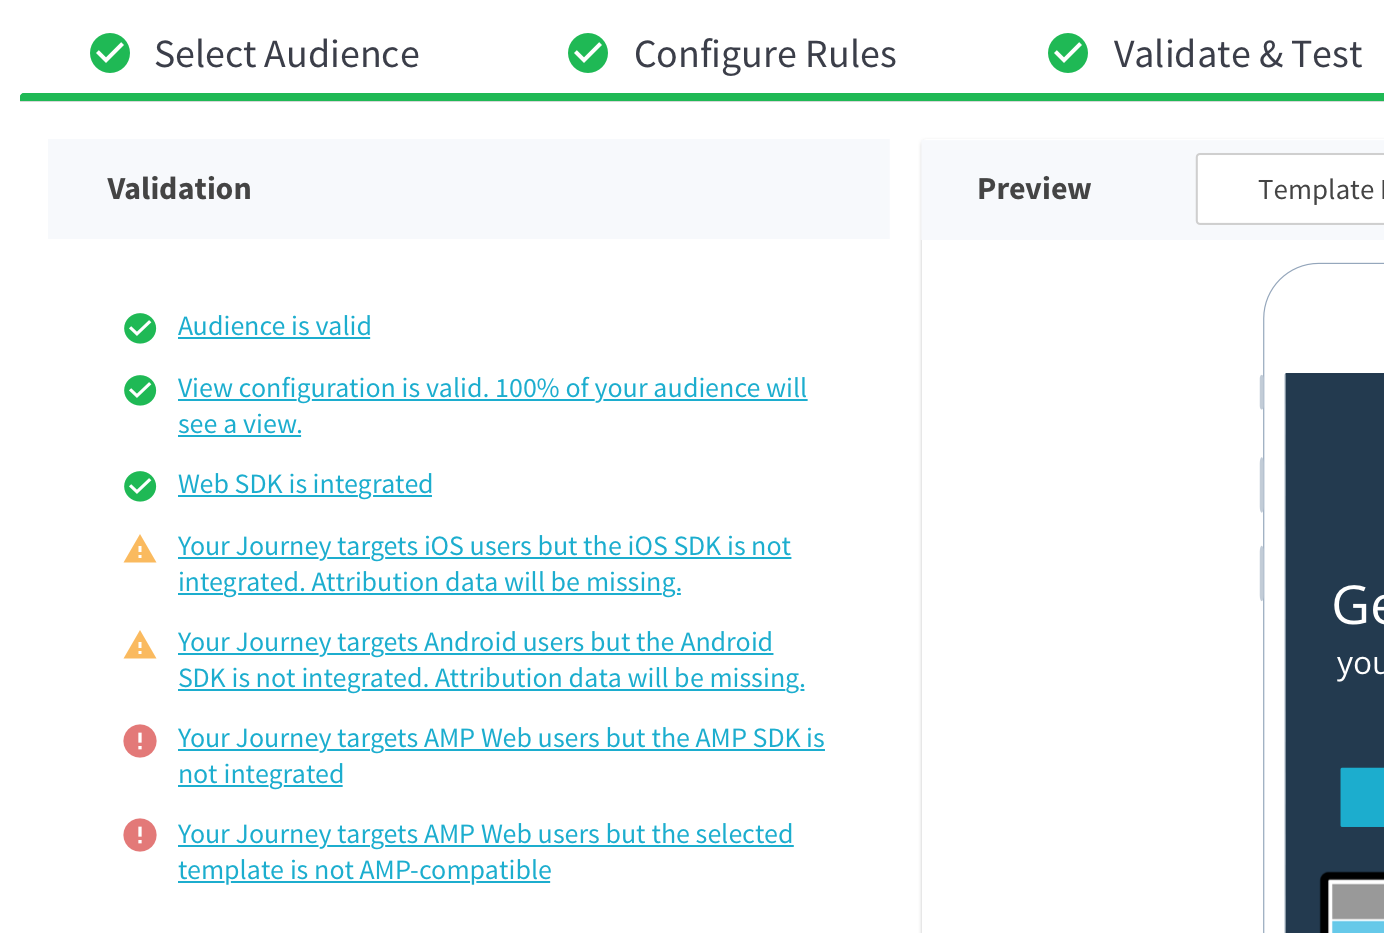 Select Audience
Configure Rules
Validate & Test
Validation
Preview
Template
Audience is valid
View configuration is valid. 100% of your audience will
see a view.
Web SDK is integrated
Your Journey targets iOS users but the iOS SDK is not
integrated. Attribution data will be missing.
Your Journey targets Android users but the Android
SDK is not integrated. Attribution data will be missing.
Your Journey targets AMP Web users but the AMP SDK is
not integrated
Your Journey targets AMP Web users but the selected
template is not AMP-compatible
Ge
you